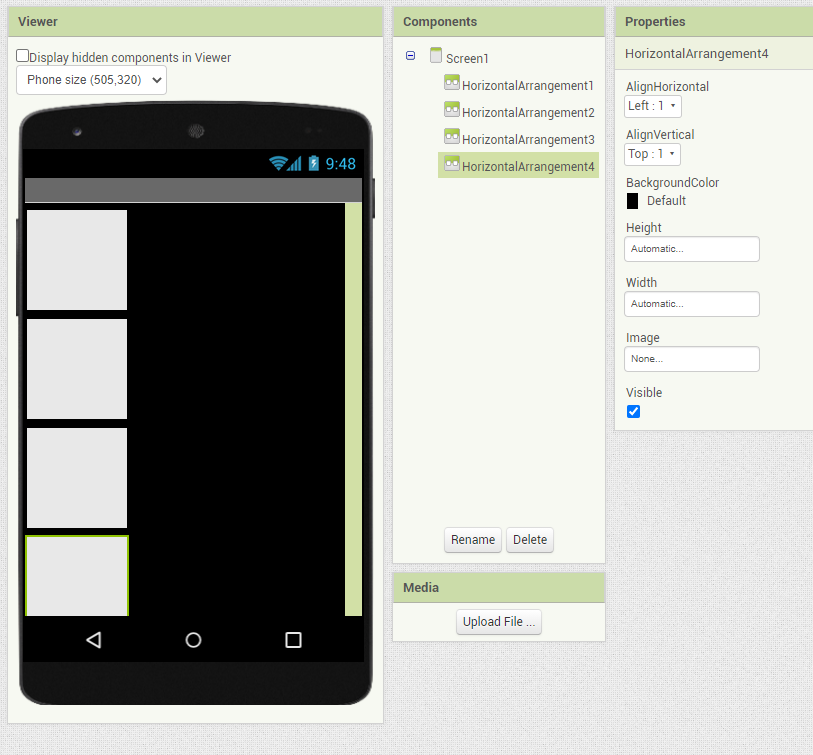 Viewer
Display hidden components in Viewer
Phone size (505,320)
9:48
Components
Screen1
HorizontalArrangement1
HorizontalArrangement2
HorizontalArrangement3
HorizontalArrangement4
Rename
Delete
Media
Upload File ...
Properties
HorizontalArrangement4
AlignHorizontal
Left : 1
AlignVertical
Top : 1
BackgroundColor
Default
Height
Automatic...
Width
Automatic...
Image
None...
Visible